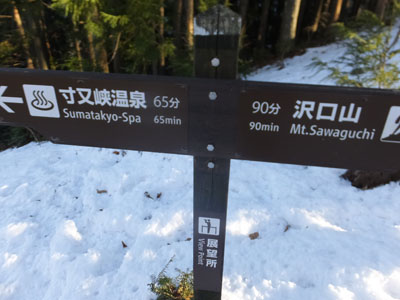 寸又峡温泉 65分
Sumatakyo-Spa 65min
90分 沢口山
90min Mt.Sawaguchi
展望所
View Point